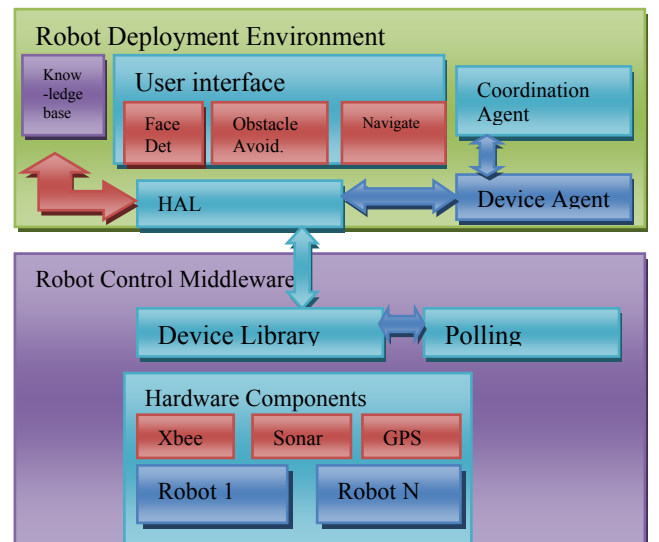 Robot Deployment Environment
Know
-ledge
base
User interface
Face
Det
Obstacle
Avoid.
Navigate
Coordination
Agent
HAL
Device Agent
Robot Control Middleware
Device Library
Polling
Hardware Components
Xbee
Sonar
GPS
Robot 1
Robot N